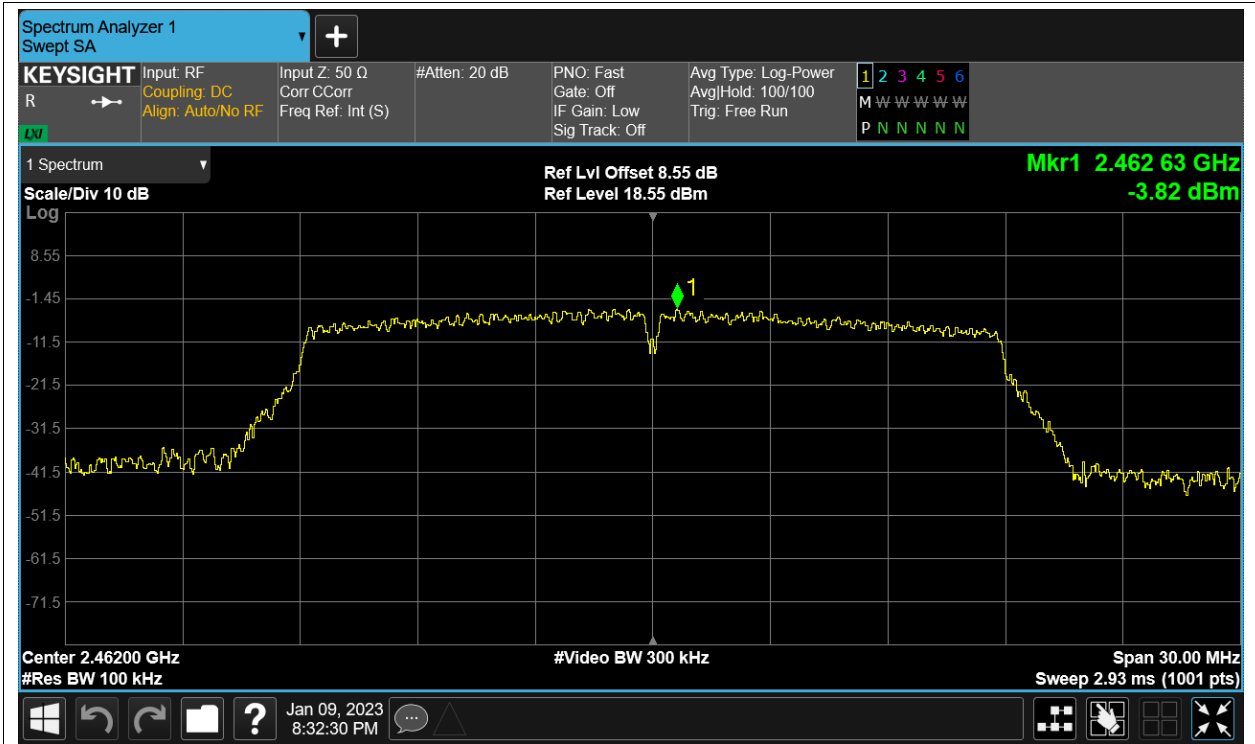 Spectrum Analyzer 1
Swept SA
KEYSIGHT
R
LXI
Input: RF
Coupling: DC
Align: Auto/No RF
Input Z: 50 Ω
Corr CCorr
Freq Ref: Int (S)
#Atten: 20 dB
PNO: Fast
Gate: Off
IF Gain: Low
Sig Track: Off
Avg Type: Log-Power
Avg|Hold: 100/100
Trig: Free Run
1 2 3 4 5 6
M W W W W W
P N N N N N
1 Spectrum
Scale/Div 10 dB
Log
Ref Lvl Offset 8.55 dB
Ref Level 18.55 dBm
Mkr1 2.462 63 GHz
-3.82 dBm
8.55
-1.45
-11.5
-21.5
-31.5
-41.5
-51.5
-61.5
-71.5
1
Center 2.46200 GHz
#Res BW 100 kHz
#Video BW 300 kHz
Span 30.00 MHz
Sweep 2.93 ms (1001 pts)
?
Jan 09, 2023
8:32:30 PM